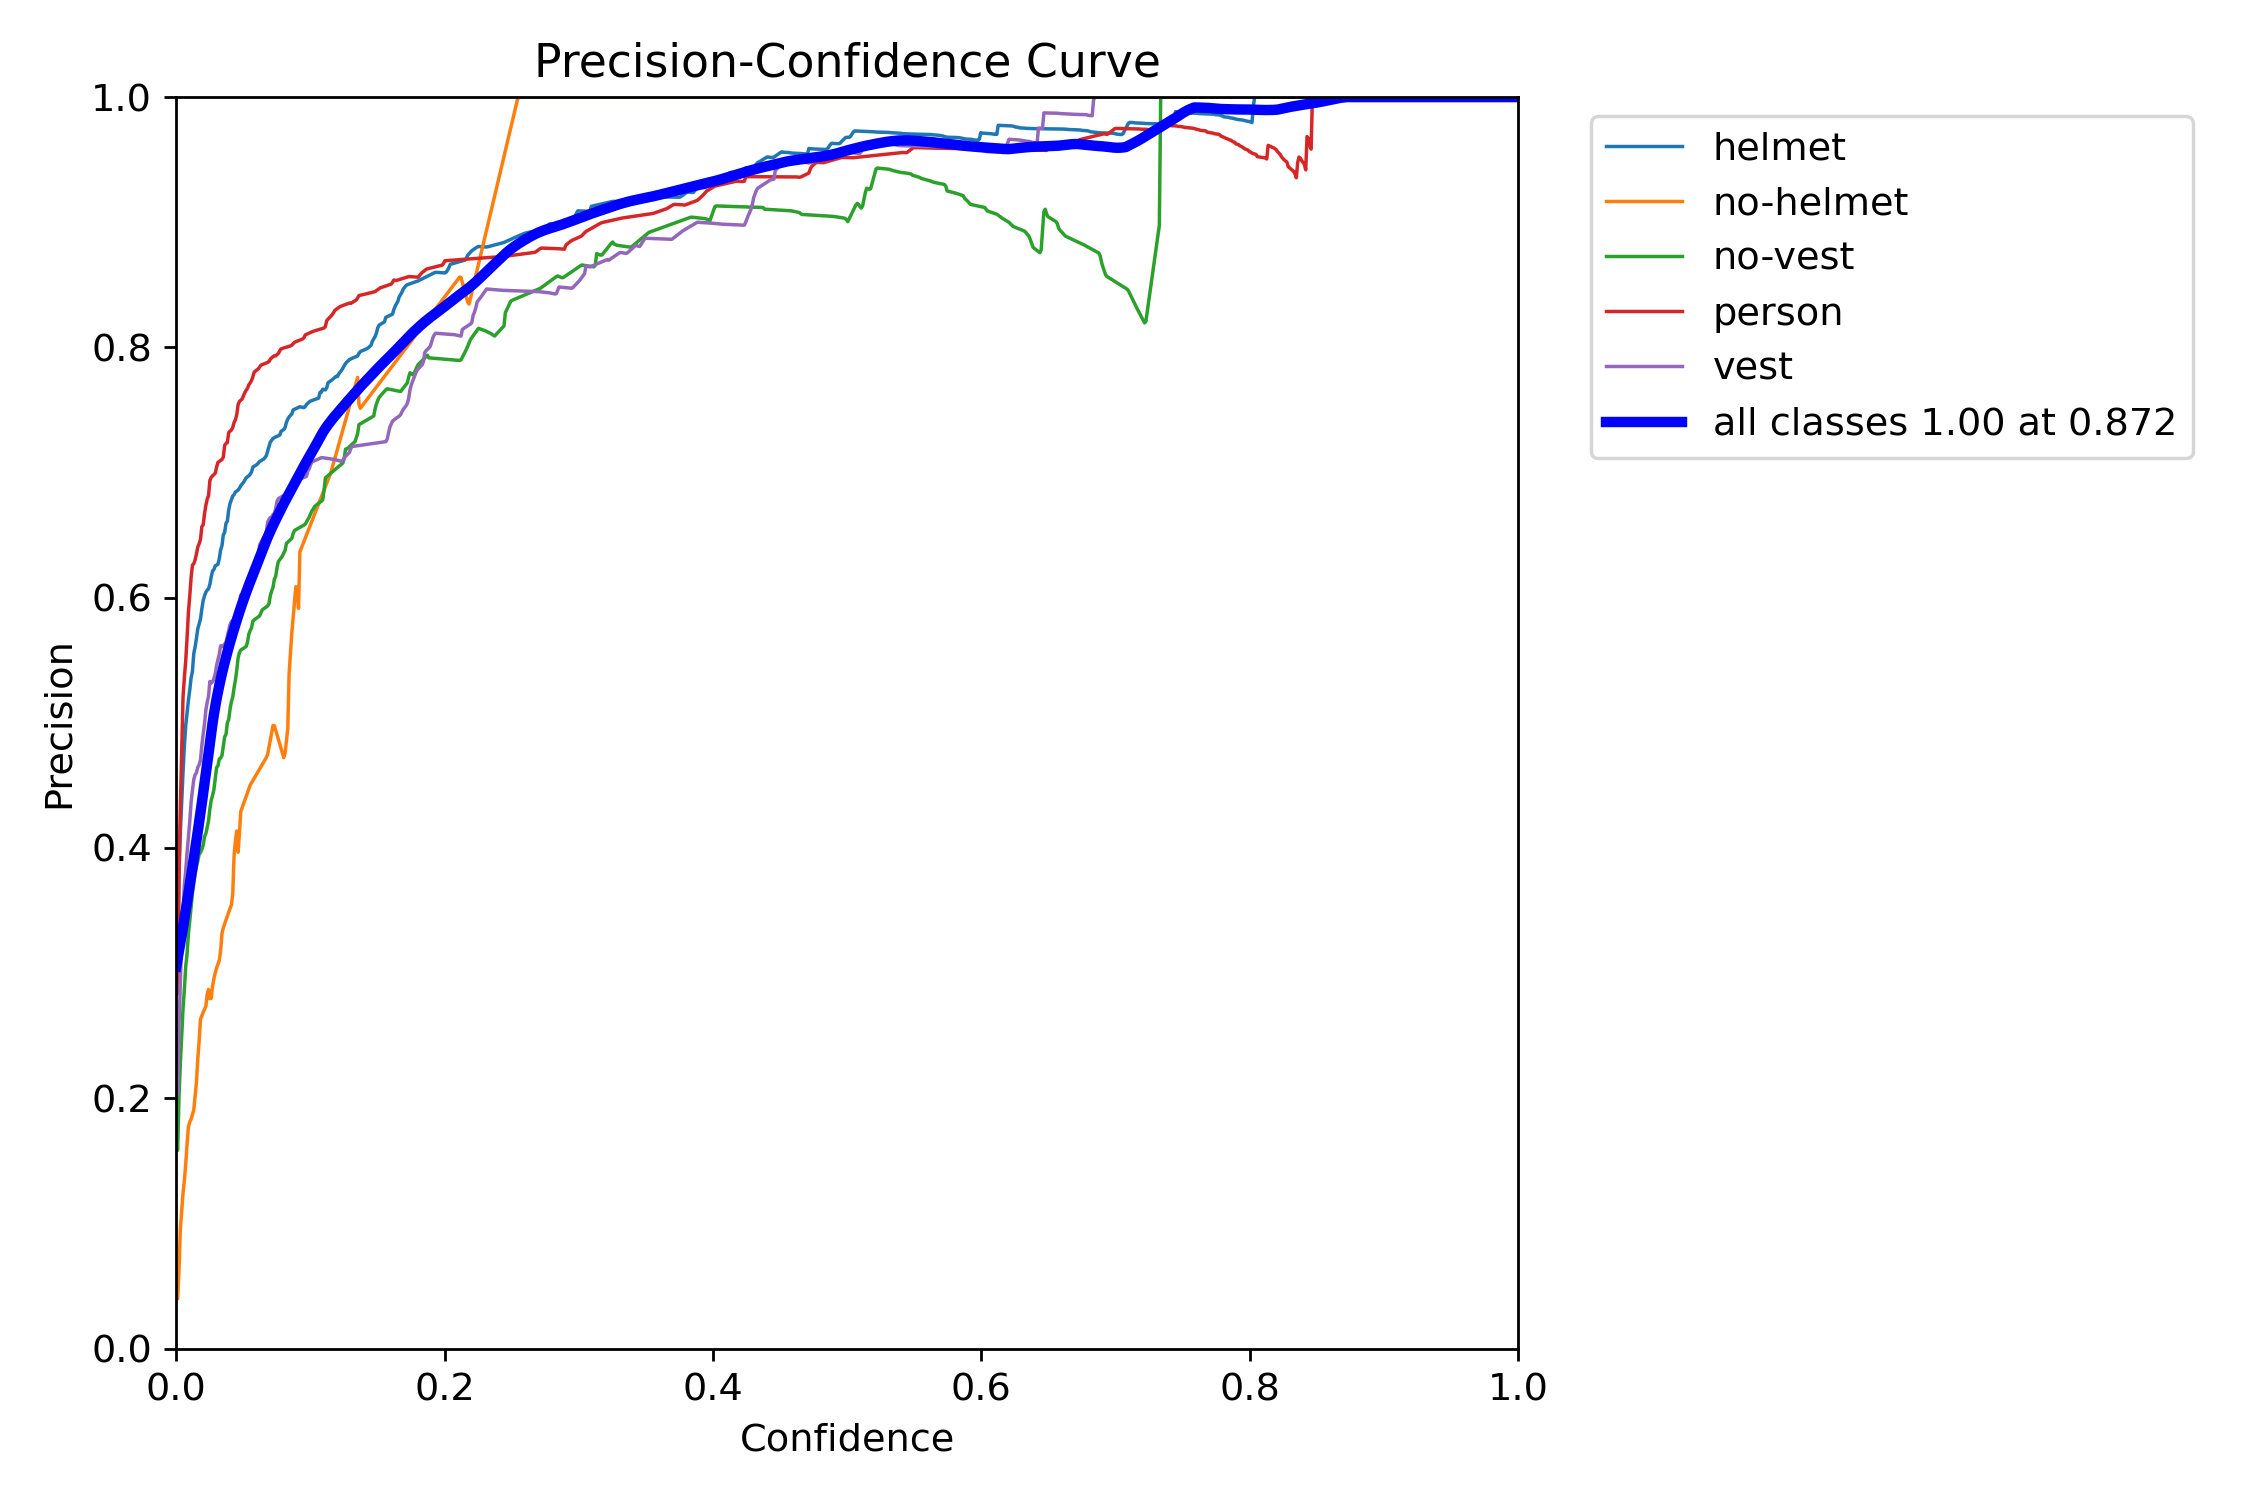 Precision-Confidence Curve
1.0
0.8
0.6
0.4
0.2
0.0
Precision
0.0 0.2 0.4 0.6 0.8 1.0
Confidence
helmet
no-helmet
no-vest
person
vest
all classes 1.00 at 0.872